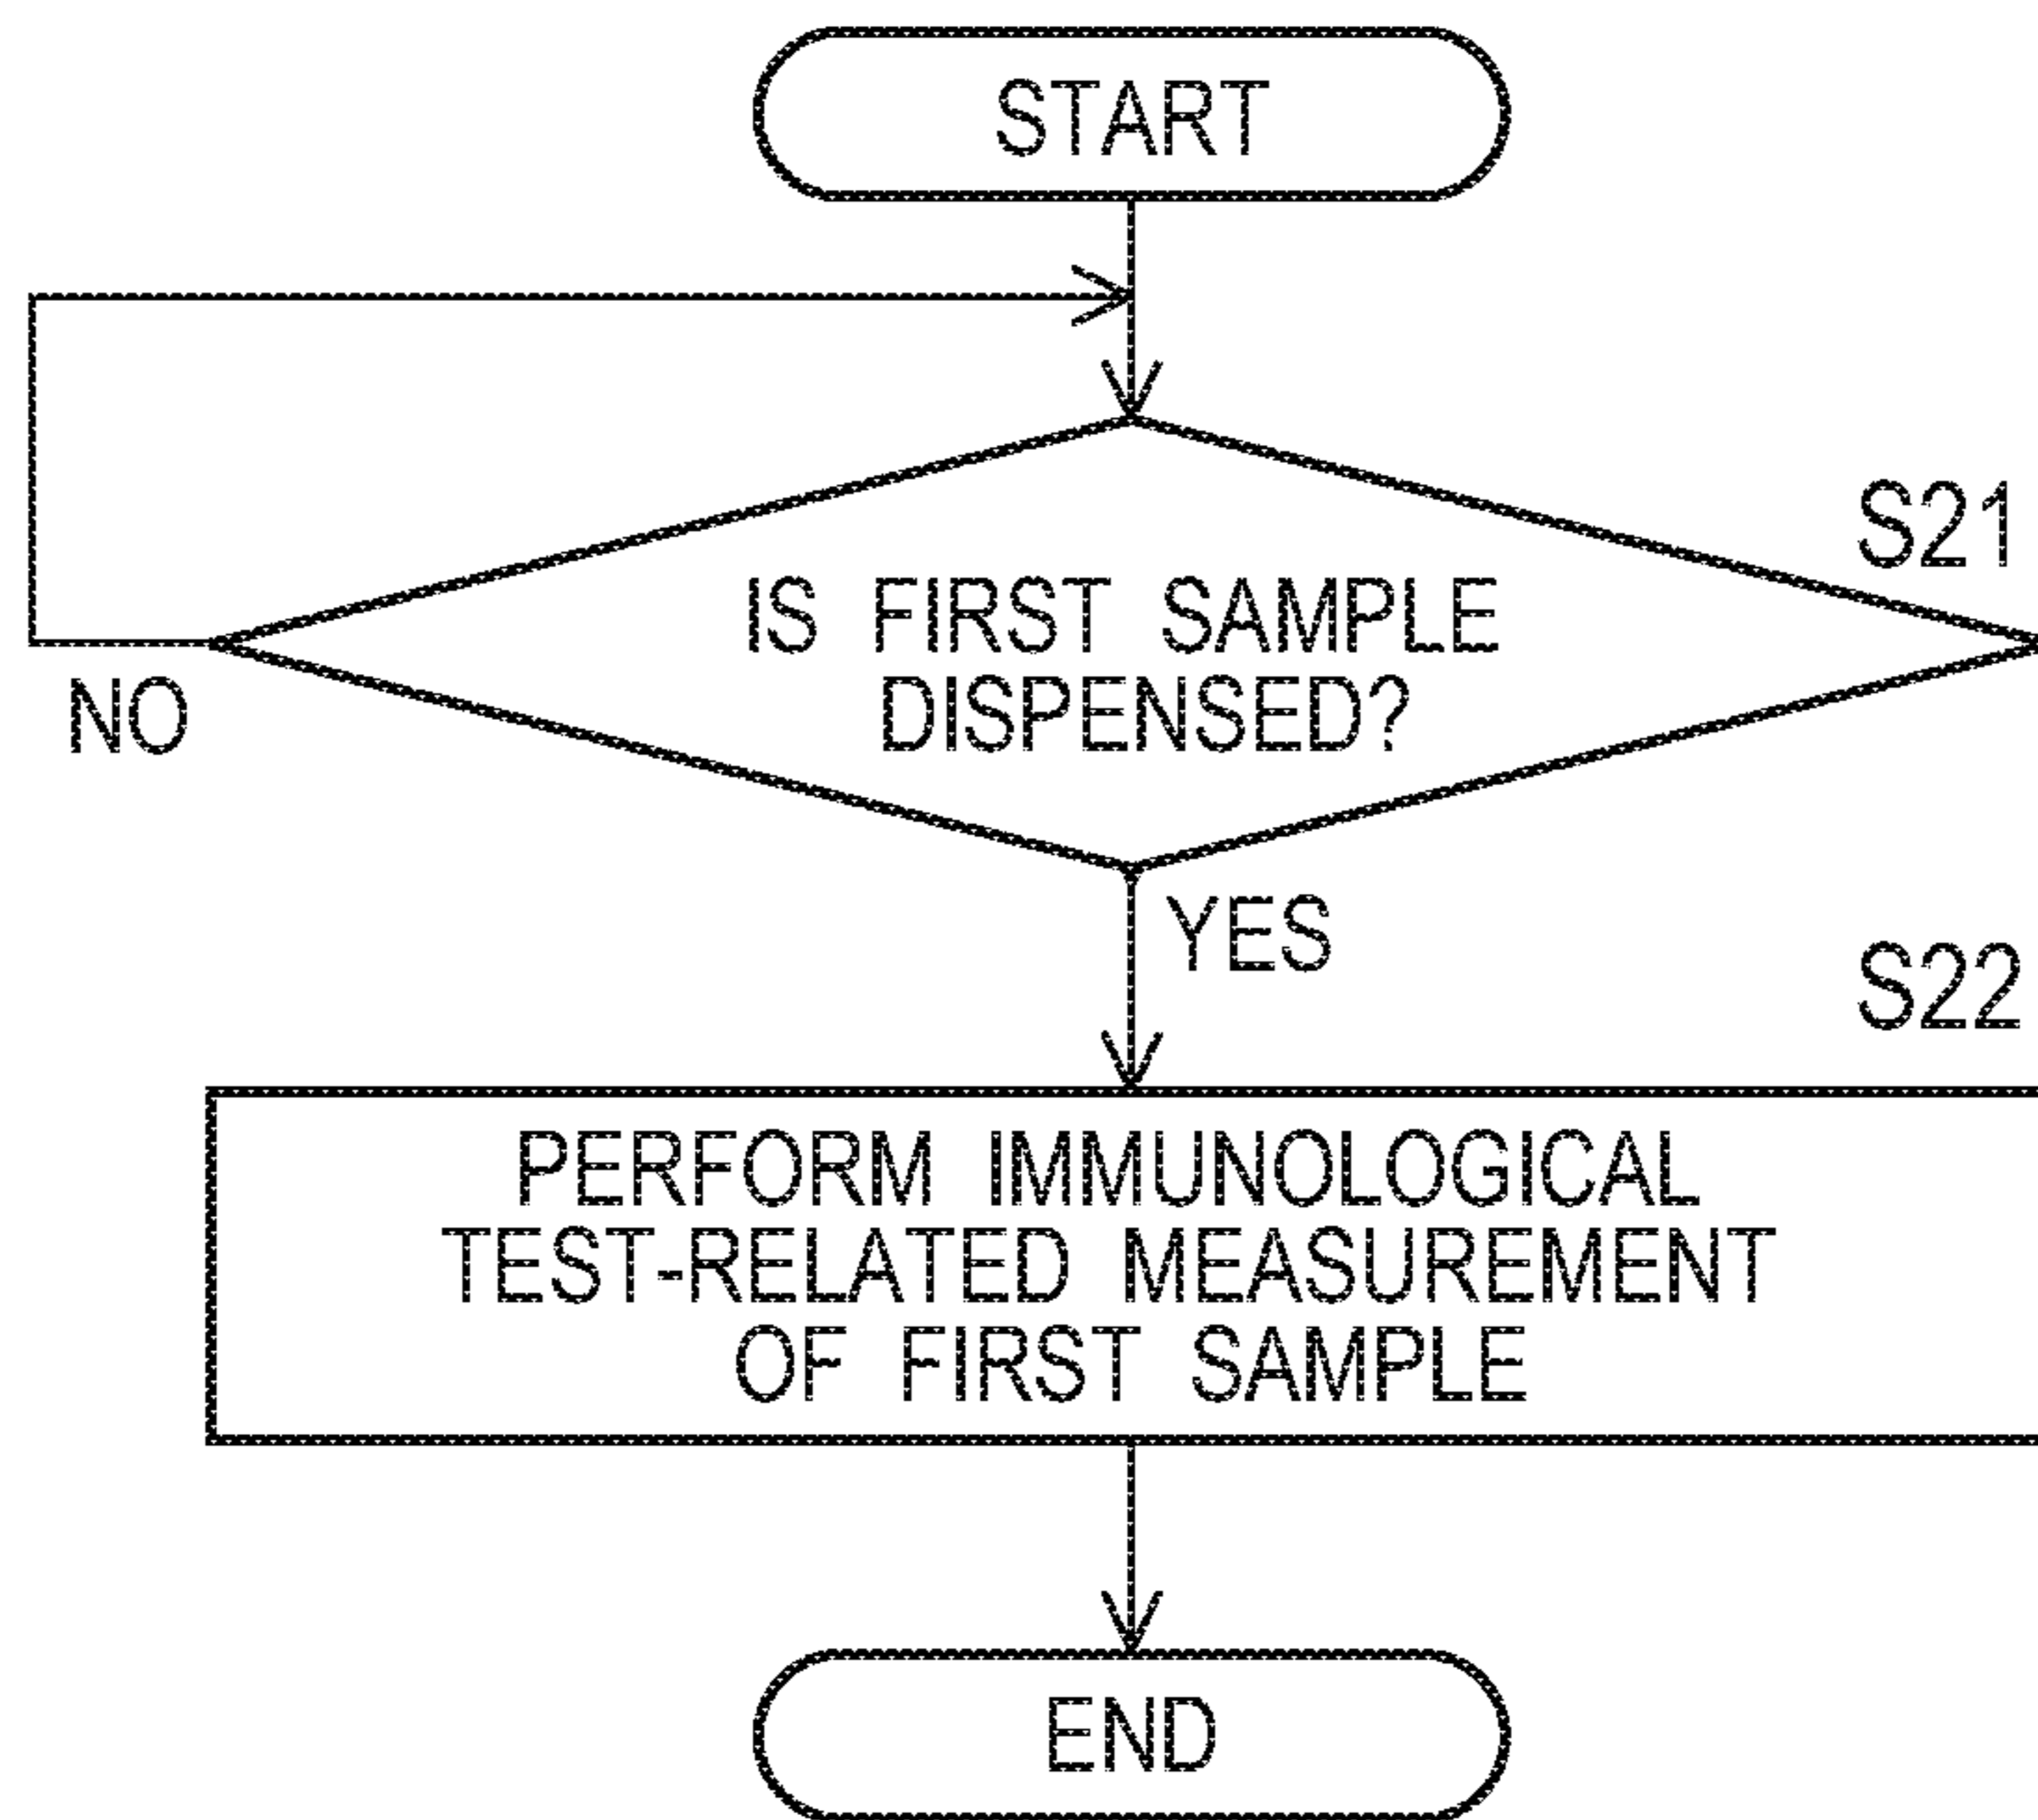 START
S21
IS FIRST SAMPLE
DISPENSED?
NO
YES
S22
PERFORM IMMUNOLOGICAL
TEST-RELATED MEASUREMENT
OF FIRST SAMPLE
END